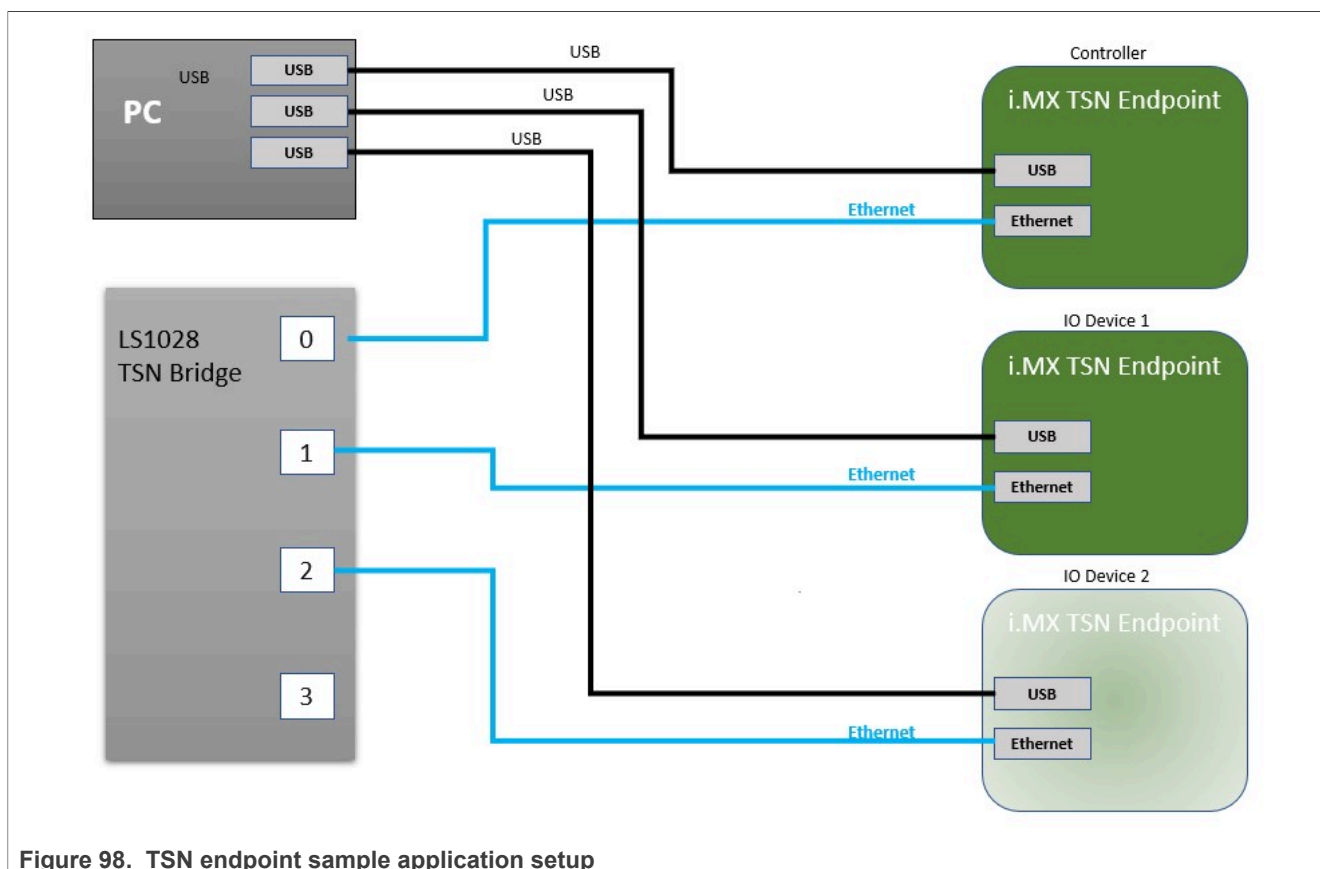 USB
USB
USB
PC
USB
USB
USB
USB
USB
Controller
i.MX TSN Endpoint
USB
Ethernet
Ethernet
LS1028
TSN Bridge
0
1
2
3
IO Device 1
i.MX TSN Endpoint
USB
Ethernet
Ethernet
IO Device 2
i.MX TSN Endpoint
USB
Ethernet
Ethernet
Figure 98. TSN endpoint sample application setup